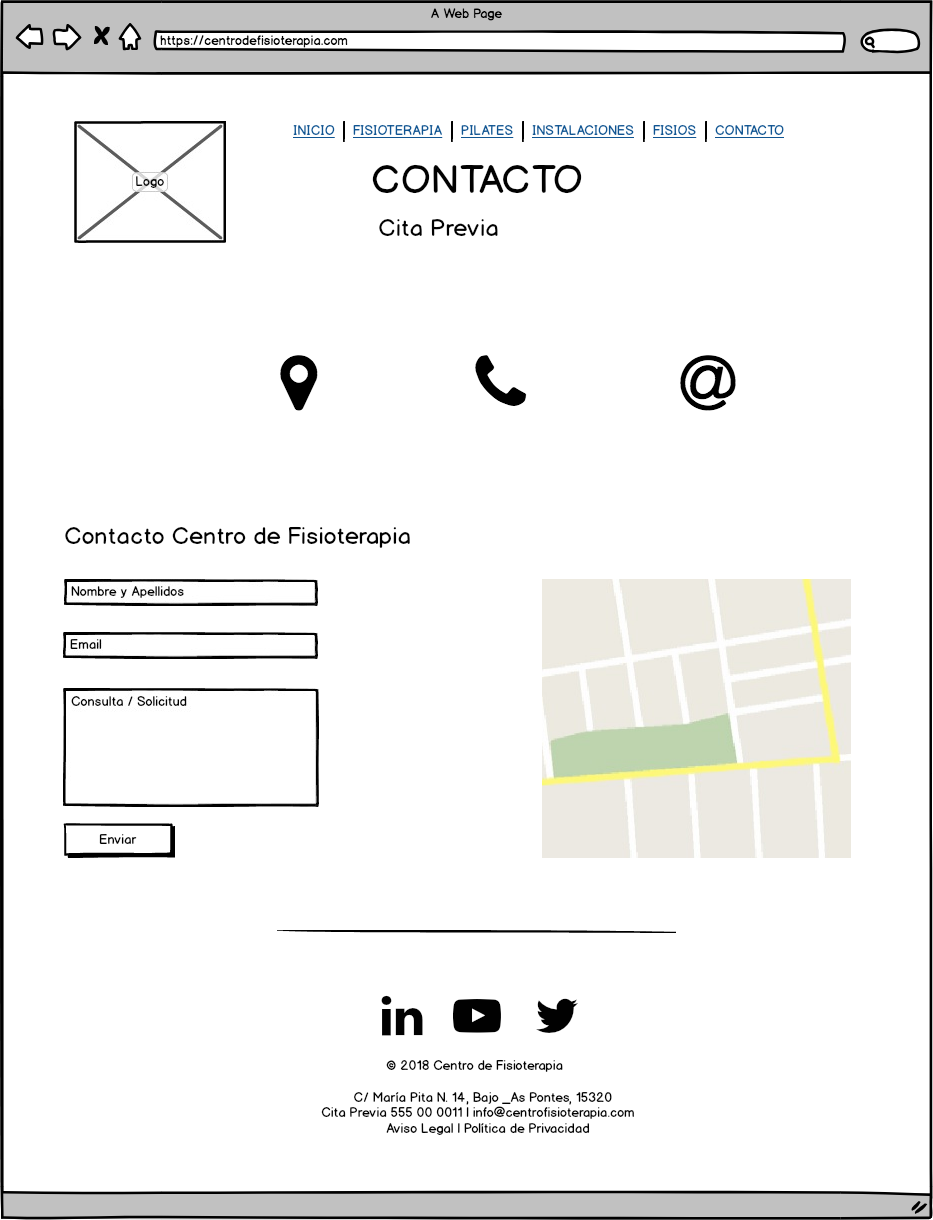 A Web Page
https://centrodefisioterapia.com
INICIO | FISIOTERAPIA | PILATES | INSTALACIONES | FISIOS | CONTACTO
Logo
CONTACTO
Cita Previa
@
Contacto Centro de Fisioterapia
Nombre y Apellidos
Email
Consulta / Solicitud
Enviar
in
© 2018 Centro de Fisioterapia
C/ María Pita N. 14, Bajo _As Pontes, 15320
Cita Previa 555 00 0011 | info@centrofisioterapia.com
Aviso Legal | Política de Privacidad